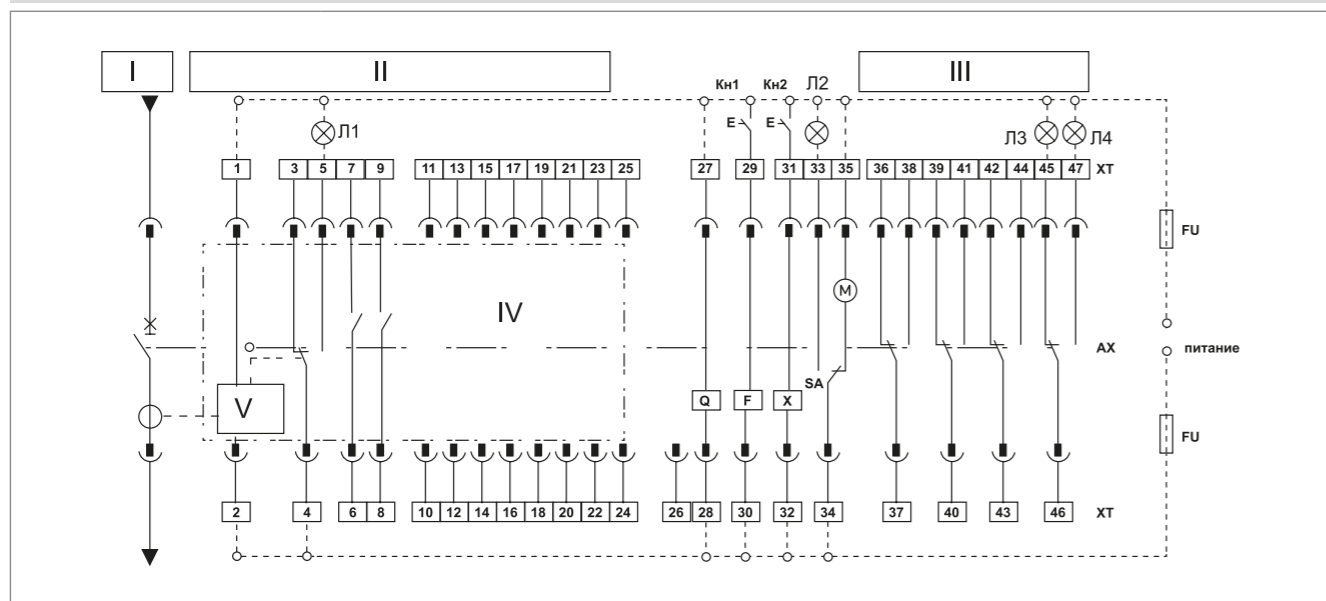 I II III
Кн1 Кн2 Л2
E E
Л1 Л3 Л4
1 3 5 7 9 11 13 15 17 19 21 23 25 27 29 31 33 35 36 38 39 41 42 44 45 47 XT
FU
M
IV
AX питание
SA
V Q F X
FU
2 4 6 8 10 12 14 16 18 20 22 24 26 28 30 32 34 37 40 43 46 XT